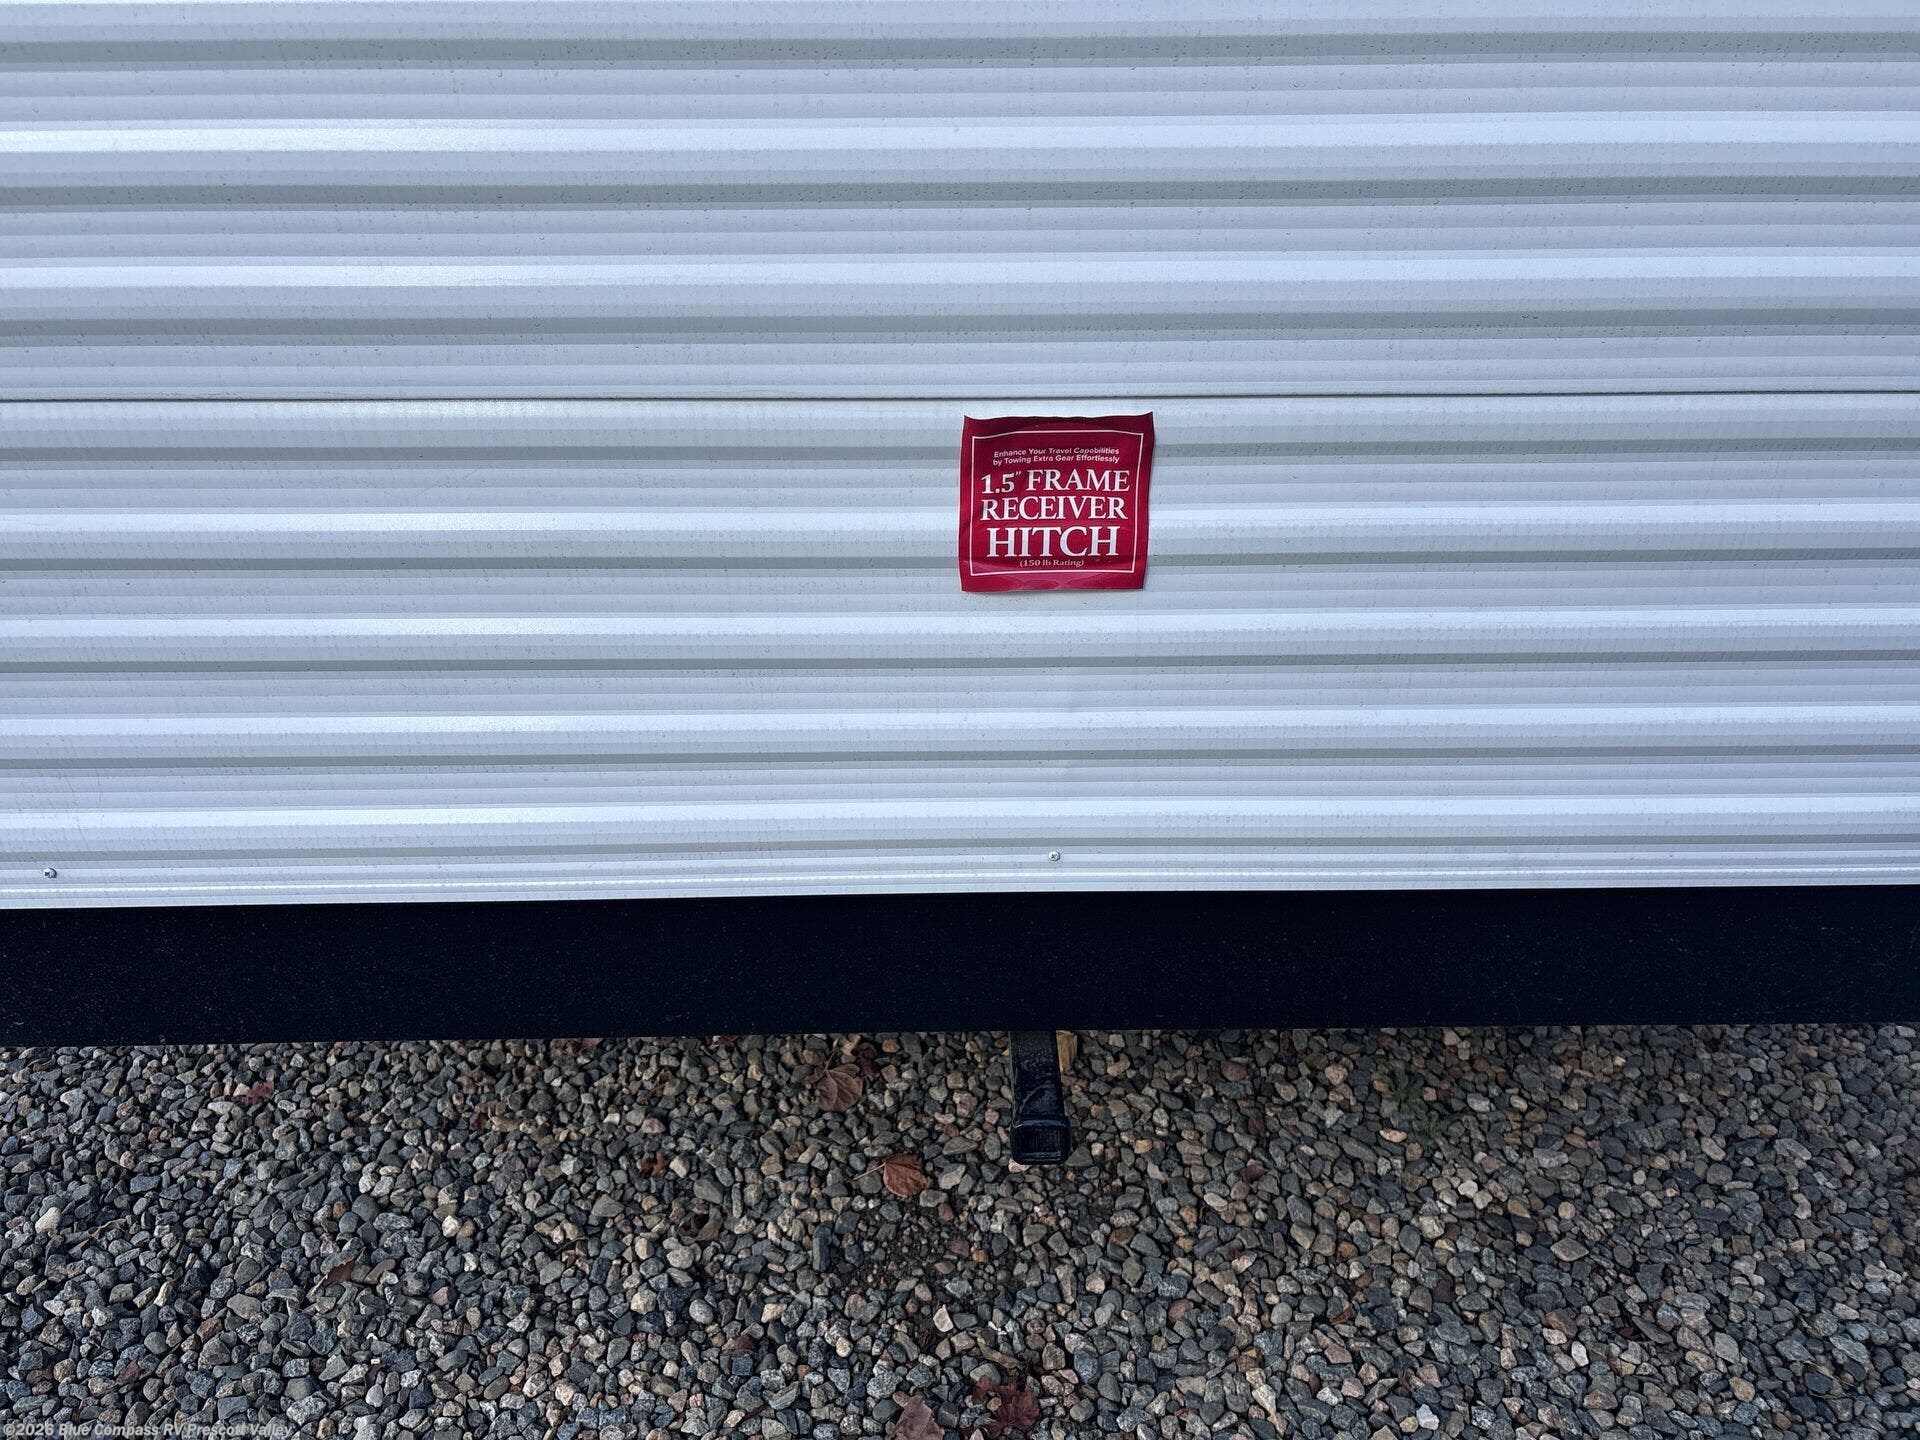 Enhance Your Travel Capabilities
by Towing Extra Gear Effortlessly
1.5" FRAME
RECEIVER
HITCH
(150 lb Rating)
©2026 Blue Compass RV Prescott Valley